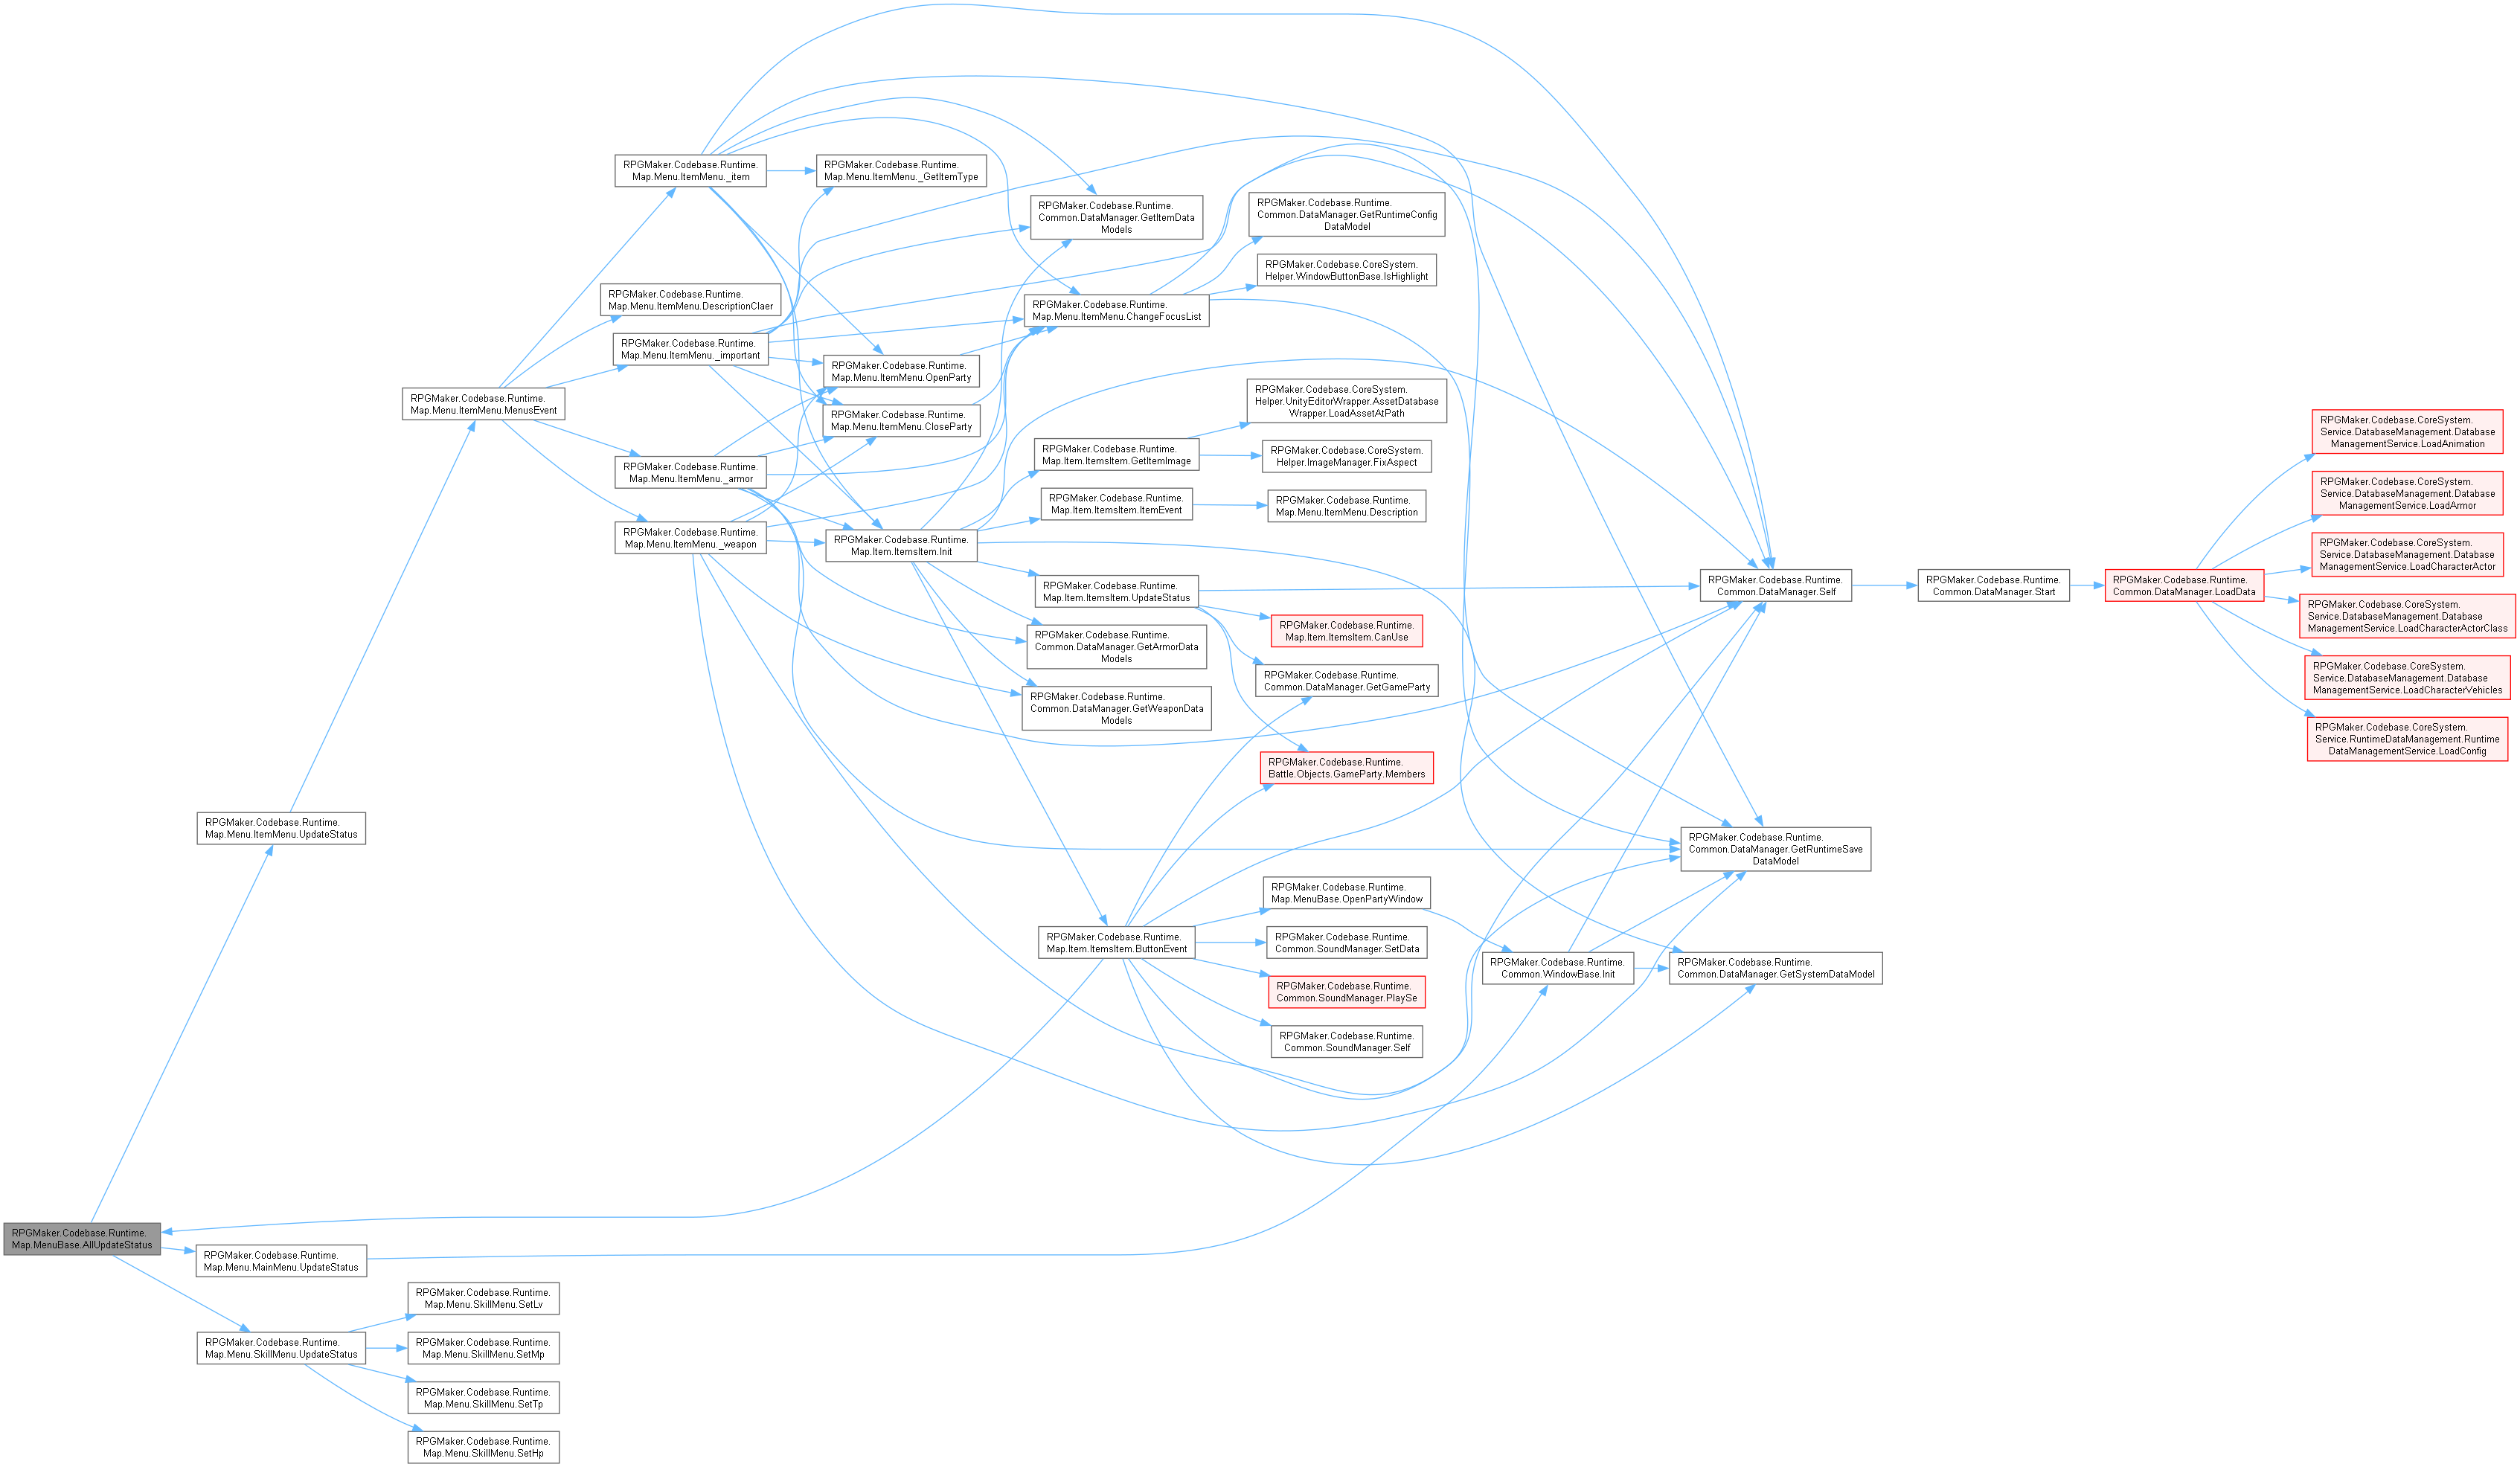 RPGMaker.Codebase.Runtime.
Map.MenuBase.AllUpdateStatus
RPGMaker.Codebase.Runtime.
Map.Menu.ItemMenu.UpdateStatus
RPGMaker.Codebase.Runtime.
Map.Menu.MainMenu.UpdateStatus
RPGMaker.Codebase.Runtime.
Map.Menu.SkillMenu.UpdateStatus
RPGMaker.Codebase.Runtime.
Map.Menu.ItemMenu.MenusEvent
RPGMaker.Codebase.Runtime.
Map.Menu.SkillMenu.SetLv
RPGMaker.Codebase.Runtime.
Map.Menu.SkillMenu.SetMp
RPGMaker.Codebase.Runtime.
Map.Menu.SkillMenu.SetTp
RPGMaker.Codebase.Runtime.
Map.Menu.SkillMenu.SetHp
RPGMaker.Codebase.Runtime.
Map.Menu.ItemMenu._item
RPGMaker.Codebase.Runtime.
Map.Menu.ItemMenu.DescriptionClaer
RPGMaker.Codebase.Runtime.
Map.Menu.ItemMenu._important
RPGMaker.Codebase.Runtime.
Map.Menu.ItemMenu._armor
RPGMaker.Codebase.Runtime.
Map.Menu.ItemMenu._weapon
RPGMaker.Codebase.Runtime.
Map.Menu.ItemMenu._GetItemType
RPGMaker.Codebase.Runtime.
Map.Menu.ItemMenu.OpenParty
RPGMaker.Codebase.Runtime.
Map.Menu.ItemMenu.CloseParty
RPGMaker.Codebase.Runtime.
Map.Item.ItemsItem.Init
RPGMaker.Codebase.Runtime.
Common.DataManager.GetItemData
Models
RPGMaker.Codebase.Runtime.
Map.Menu.ItemMenu.ChangeFocusList
RPGMaker.Codebase.Runtime.
Map.Item.ItemsItem.GetItemImage
RPGMaker.Codebase.Runtime.
Map.Item.ItemsItem.ItemEvent
RPGMaker.Codebase.Runtime.
Map.Item.ItemsItem.UpdateStatus
RPGMaker.Codebase.Runtime.
Common.DataManager.GetArmorData
Models
RPGMaker.Codebase.Runtime.
Common.DataManager.GetWeaponData
Models
RPGMaker.Codebase.Runtime.
Map.Item.ItemsItem.ButtonEvent
RPGMaker.Codebase.Runtime.
Common.DataManager.GetRuntimeConfig
DataModel
RPGMaker.Codebase.CoreSystem.
Helper.WindowButtonBase.IsHighlight
RPGMaker.Codebase.CoreSystem.
Helper.UnityEditorWrapper.AssetDatabase
Wrapper.LoadAssetAtPath
RPGMaker.Codebase.CoreSystem.
Helper.ImageManager.FixAspect
RPGMaker.Codebase.Runtime.
Map.Menu.ItemMenu.Description
RPGMaker.Codebase.Runtime.
Map.Item.ItemsItem.CanUse
RPGMaker.Codebase.Runtime.
Common.DataManager.GetGameParty
RPGMaker.Codebase.Runtime.
Battle.Objects.GameParty.Members
RPGMaker.Codebase.Runtime.
Map.MenuBase.OpenPartyWindow
RPGMaker.Codebase.Runtime.
Common.SoundManager.SetData
RPGMaker.Codebase.Runtime.
Common.SoundManager.PlaySe
RPGMaker.Codebase.Runtime.
Common.SoundManager.Self
RPGMaker.Codebase.Runtime.
Common.WindowBase.Init
RPGMaker.Codebase.Runtime.
Common.DataManager.Self
RPGMaker.Codebase.Runtime.
Common.DataManager.GetRuntimeSave
DataModel
RPGMaker.Codebase.Runtime.
Common.DataManager.GetSystemDataModel
RPGMaker.Codebase.Runtime.
Common.DataManager.Start
RPGMaker.Codebase.Runtime.
Common.DataManager.LoadData
RPGMaker.Codebase.CoreSystem.
Service.DatabaseManagement.Database
ManagementService.LoadAnimation
RPGMaker.Codebase.CoreSystem.
Service.DatabaseManagement.Database
ManagementService.LoadArmor
RPGMaker.Codebase.CoreSystem.
Service.DatabaseManagement.Database
ManagementService.LoadCharacterActor
RPGMaker.Codebase.CoreSystem.
Service.DatabaseManagement.Database
ManagementService.LoadCharacterActorClass
RPGMaker.Codebase.CoreSystem.
Service.DatabaseManagement.Database
ManagementService.LoadCharacterVehicles
RPGMaker.Codebase.CoreSystem.
Service.RuntimeDataManagement.Runtime
DataManagementService.LoadConfig